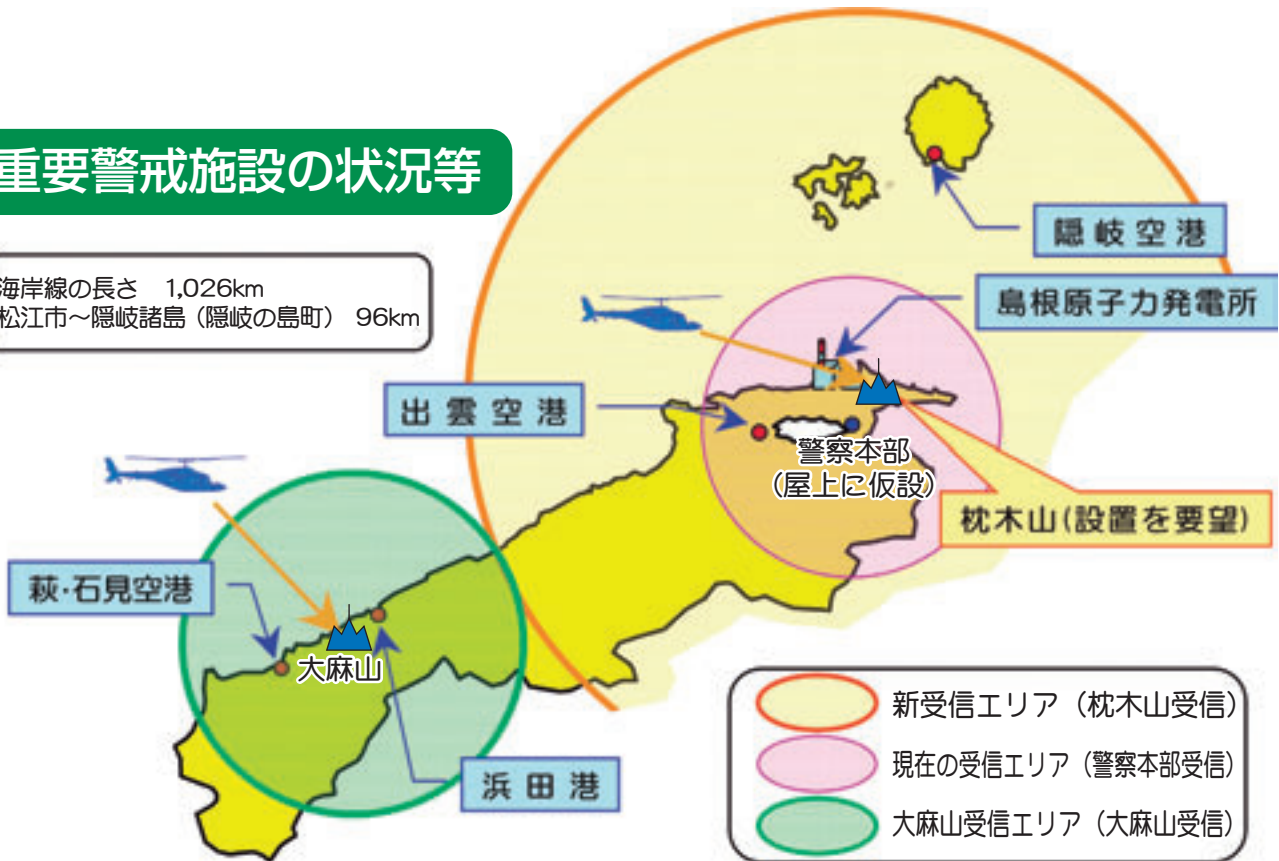 重要警戒施設の状況等
海岸線の長さ　1,026km
松江市～隠岐諸島（隠岐の島町）　96km
隠岐空港
島根原子力発電所
出雲空港
警察本部
（屋上に仮設）
枕木山(設置を要望)
萩・石見空港
大麻山
浜田港
新受信エリア（枕木山受信）
現在の受信エリア（警察本部受信）
大麻山受信エリア（大麻山受信）